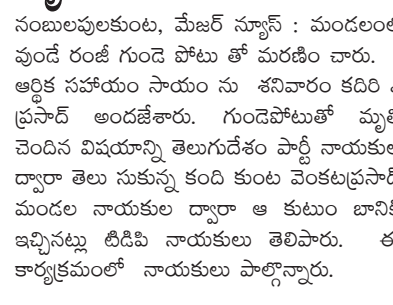 నంబులపులకుంట, మేజర్ న్యూస్ : మండలంల
వుండే రంజీ గుండె పోటు తో మరణిం చారు.
ఆర్థిక సహాయం సాయం ను శనివారం కదిరి
ప్రసాద్ అందజేశారు. గుండెపోటుతో మృతి
చెందిన విషయాన్ని తెలుగుదేశం పార్టీ నాయకుల
ద్వారా తెలు సుకున్న కంది కుంట వెంకటప్రసాద్
మండల నాయకుల ద్వారా ఆ కుటుం బానికి
ఇచ్చినట్లు టిడిపి నాయకులు తెలిపారు. ఈ
కార్యక్రమంలో నాయకులు పాల్గొన్నారు.